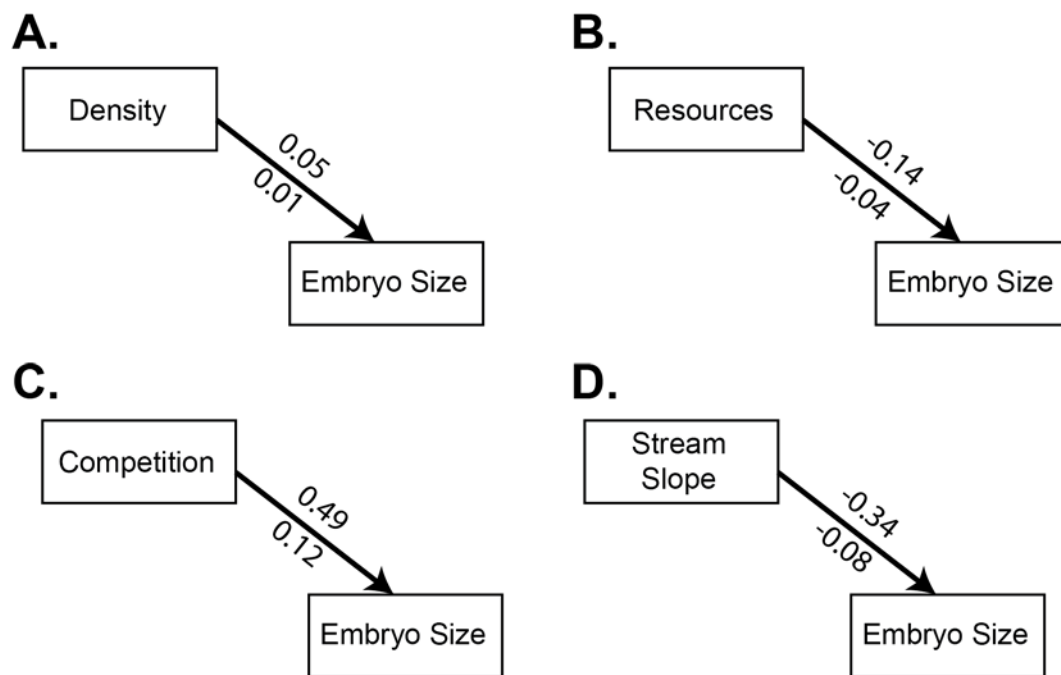 A.
Density
0.05
0.01
Embryo Size
B.
Resources
-0.14
-0.04
Embryo Size
C.
Competition
0.49
0.12
Embryo Size
D.
Stream
Slope
-0.34
-0.08
Embryo Size